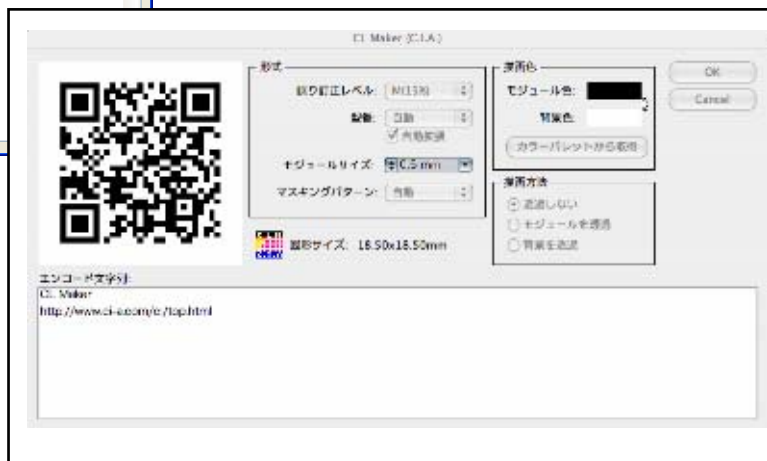 CI Maker (C.I.A.)
形式
誤り訂正レベル: M(15%)
型番: 自動
自動拡張
モジュールサイズ: 0.5 mm
マスキングパターン: 自動
図形サイズ: 18.50x18.50mm
描画色
モジュール色:
背景色:
カラーパレットから取得
描画方法
透過しない
モジュールを透過
背景を透過
OK
Cancel
エンコード文字列:
CI Maker
http://www.ci-a.com/c/top.html